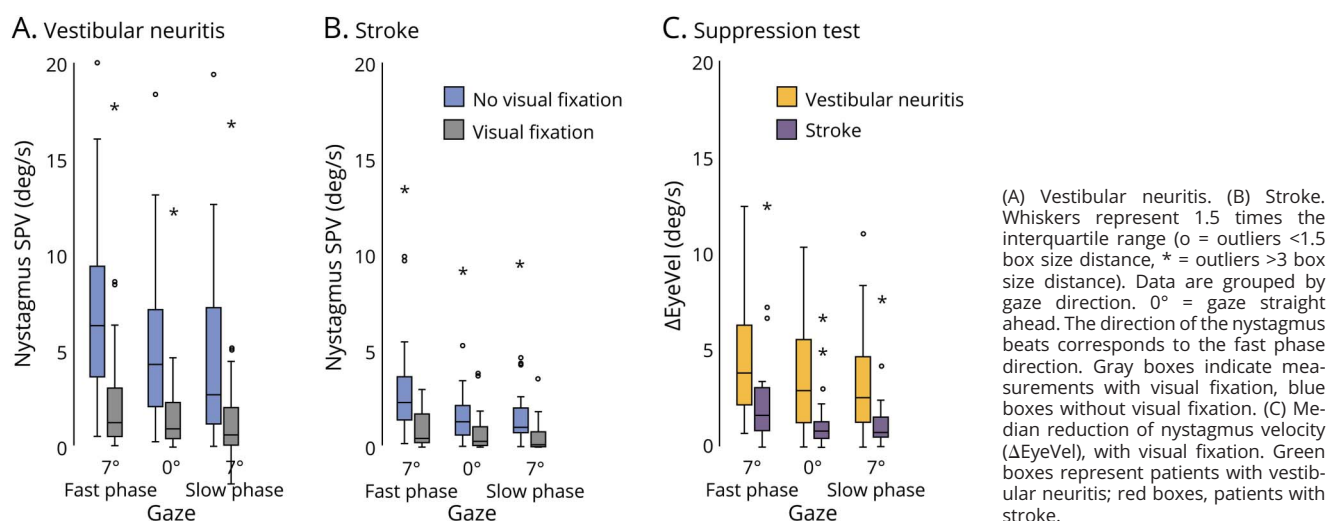 A. Vestibular neuritis
20
15
10
5
0
Nystagmus SPV (deg/s)
7° 0° 7°
Fast phase Slow phase
Gaze
B. Stroke
20
15
10
5
0
Nystagmus SPV (deg/s)
No visual fixation
Visual fixation
7° 0° 7°
Fast phase Slow phase
Gaze
C. Suppression test
20
15
10
5
0
ΔEyeVel (deg/s)
Vestibular neuritis
Stroke
7° 0° 7°
Fast phase Slow phase
Gaze
(A) Vestibular neuritis. (B) Stroke.
Whiskers represent 1.5 times the
interquartile range (o = outliers <1.5
box size distance, * = outliers >3 box
size distance). Data are grouped by
gaze direction. 0° = gaze straight
ahead. The direction of the nystagmus
beats corresponds to the fast phase
direction. Gray boxes indicate mea-
surements with visual fixation, blue
boxes without visual fixation. (C) Me-
dian reduction of nystagmus velocity
(ΔEyeVel), with visual fixation. Green
boxes represent patients with vestib-
ular neuritis; red boxes, patients with
stroke.